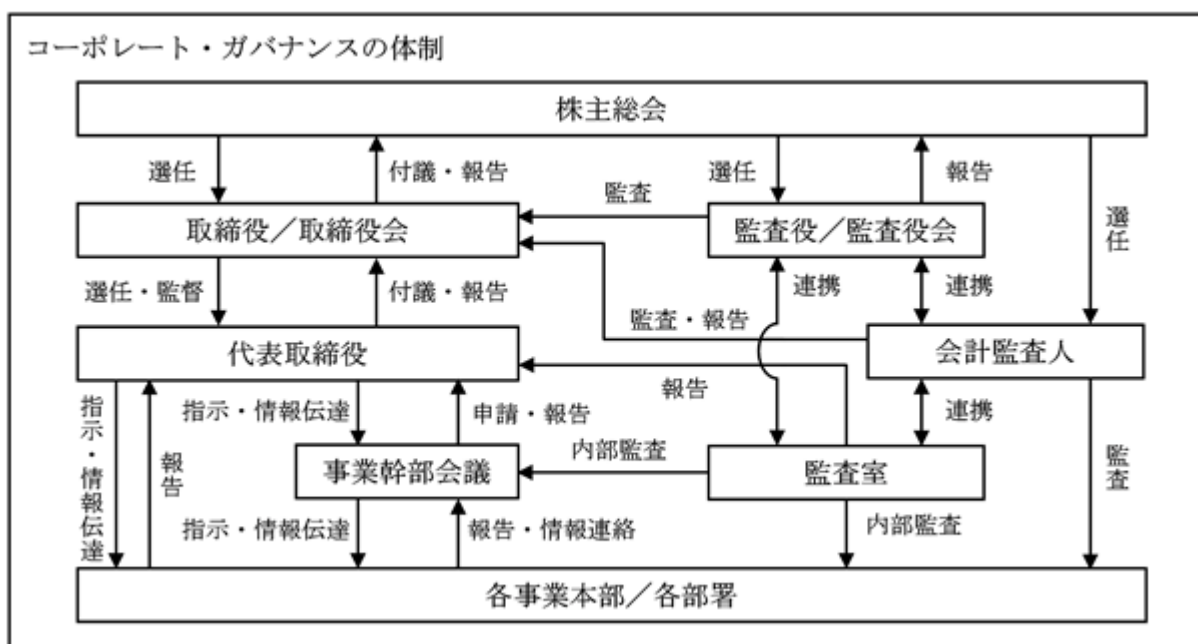 コーポレート・ガバナンスの体制
株主総会
選任
付議・報告
選任
報告
選任
監査
取締役／取締役会
監査役／監査役会
選任・監督
付議・報告
連携
連携
監査・報告
代表取締役
会計監査人
報告
指示・情報伝達
報告
指示・情報伝達
申請・報告
連携
内部監査
事業幹部会議
監査室
監査
指示・情報伝達
報告・情報連絡
内部監査
各事業本部／各部署